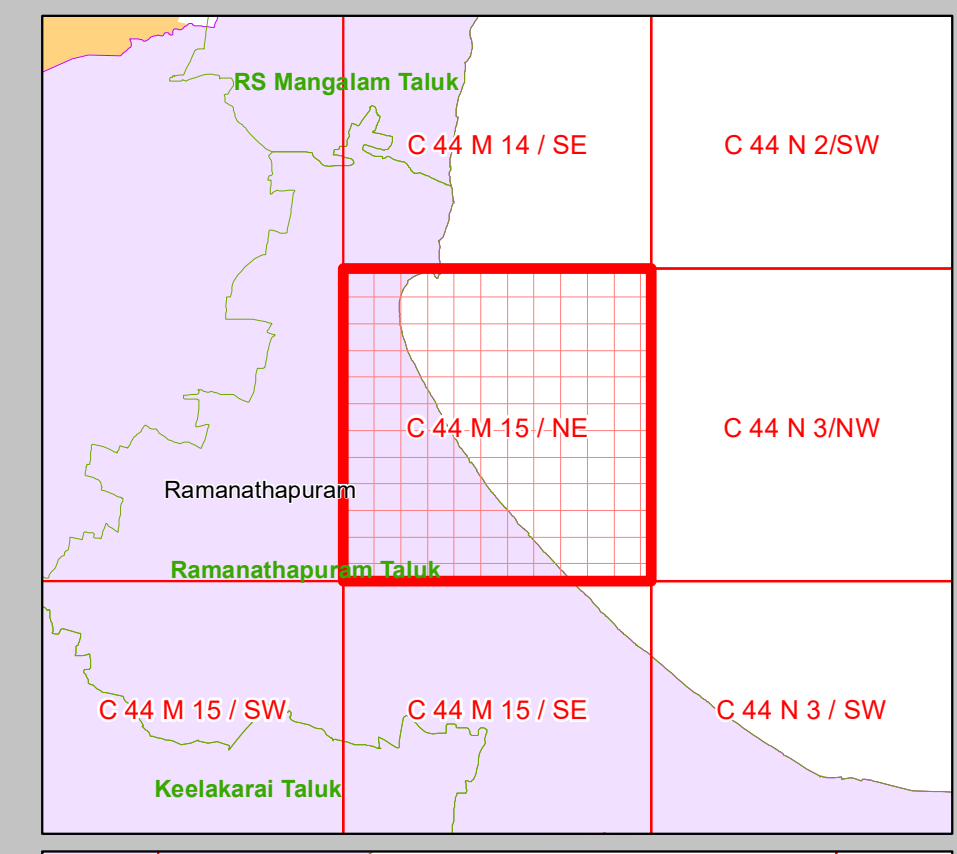 RS Mangalam Taluk
C 44 M 14 / SE
C 44 N 2/SW
C 44 M 15 / NE
C 44 N 3/NW
Ramanathapuram
Ramanathapuram Taluk
C 44 M 15 / SW
C 44 M 15 / SE
C 44 N 3 / SW
Keelakarai Taluk